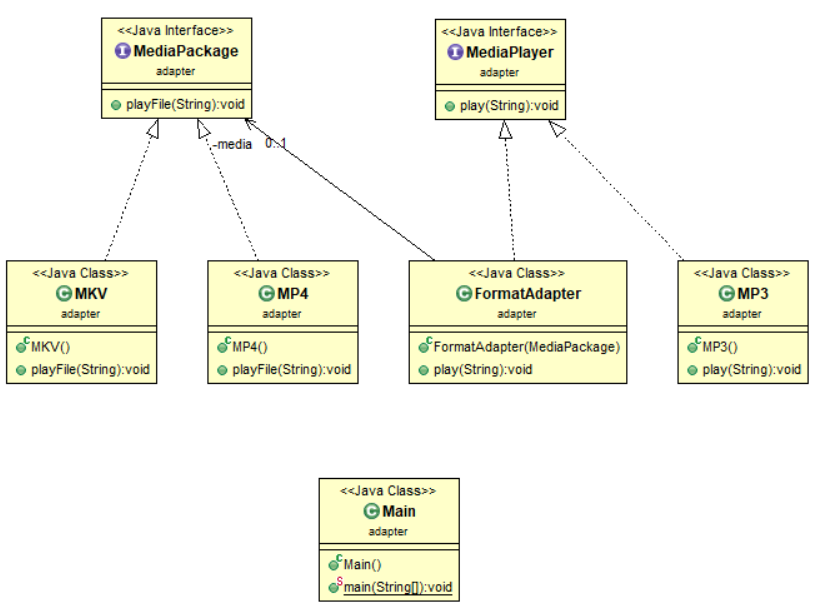 <<Java Interface>>
I MediaPackage
adapter
playFile(String):void
<<Java Interface>>
I MediaPlayer
adapter
play(String):void
-media 0..1
<<Java Class>>
C MKV
adapter
C MKV()
playFile(String):void
<<Java Class>>
C MP4
adapter
C MP4()
playFile(String):void
<<Java Class>>
C FormatAdapter
adapter
C FormatAdapter(MediaPackage)
play(String):void
<<Java Class>>
C MP3
adapter
C MP3()
play(String):void
<<Java Class>>
C Main
adapter
C Main()
S main(String[]):void